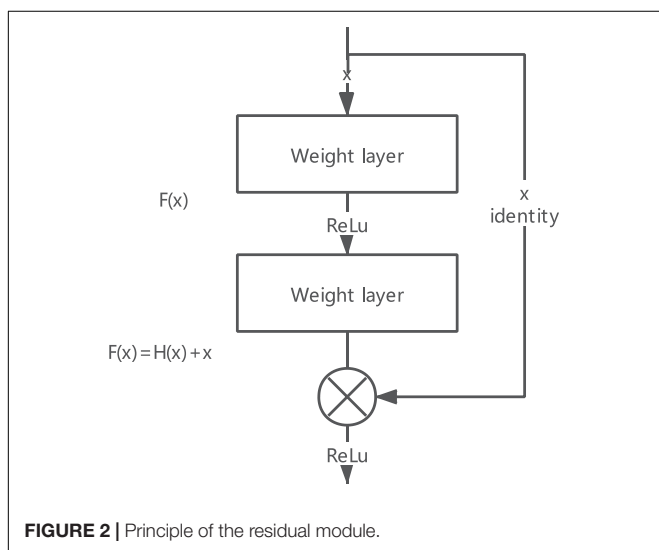 x
Weight layer
F(x)
ReLu
x
identity
Weight layer
F(x)=H(x)+x
ReLu
FIGURE 2 | Principle of the residual module.